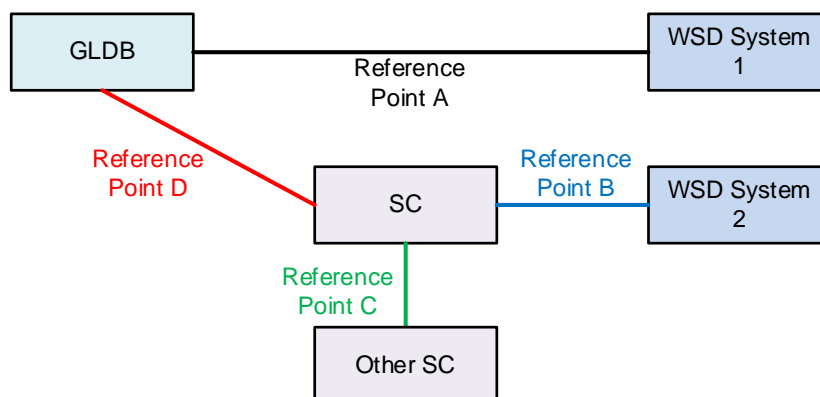 GLDB
Reference
Point A
WSD System
1
Reference
Point D
SC
Reference
Point B
WSD System
2
Reference
Point C
Other SC